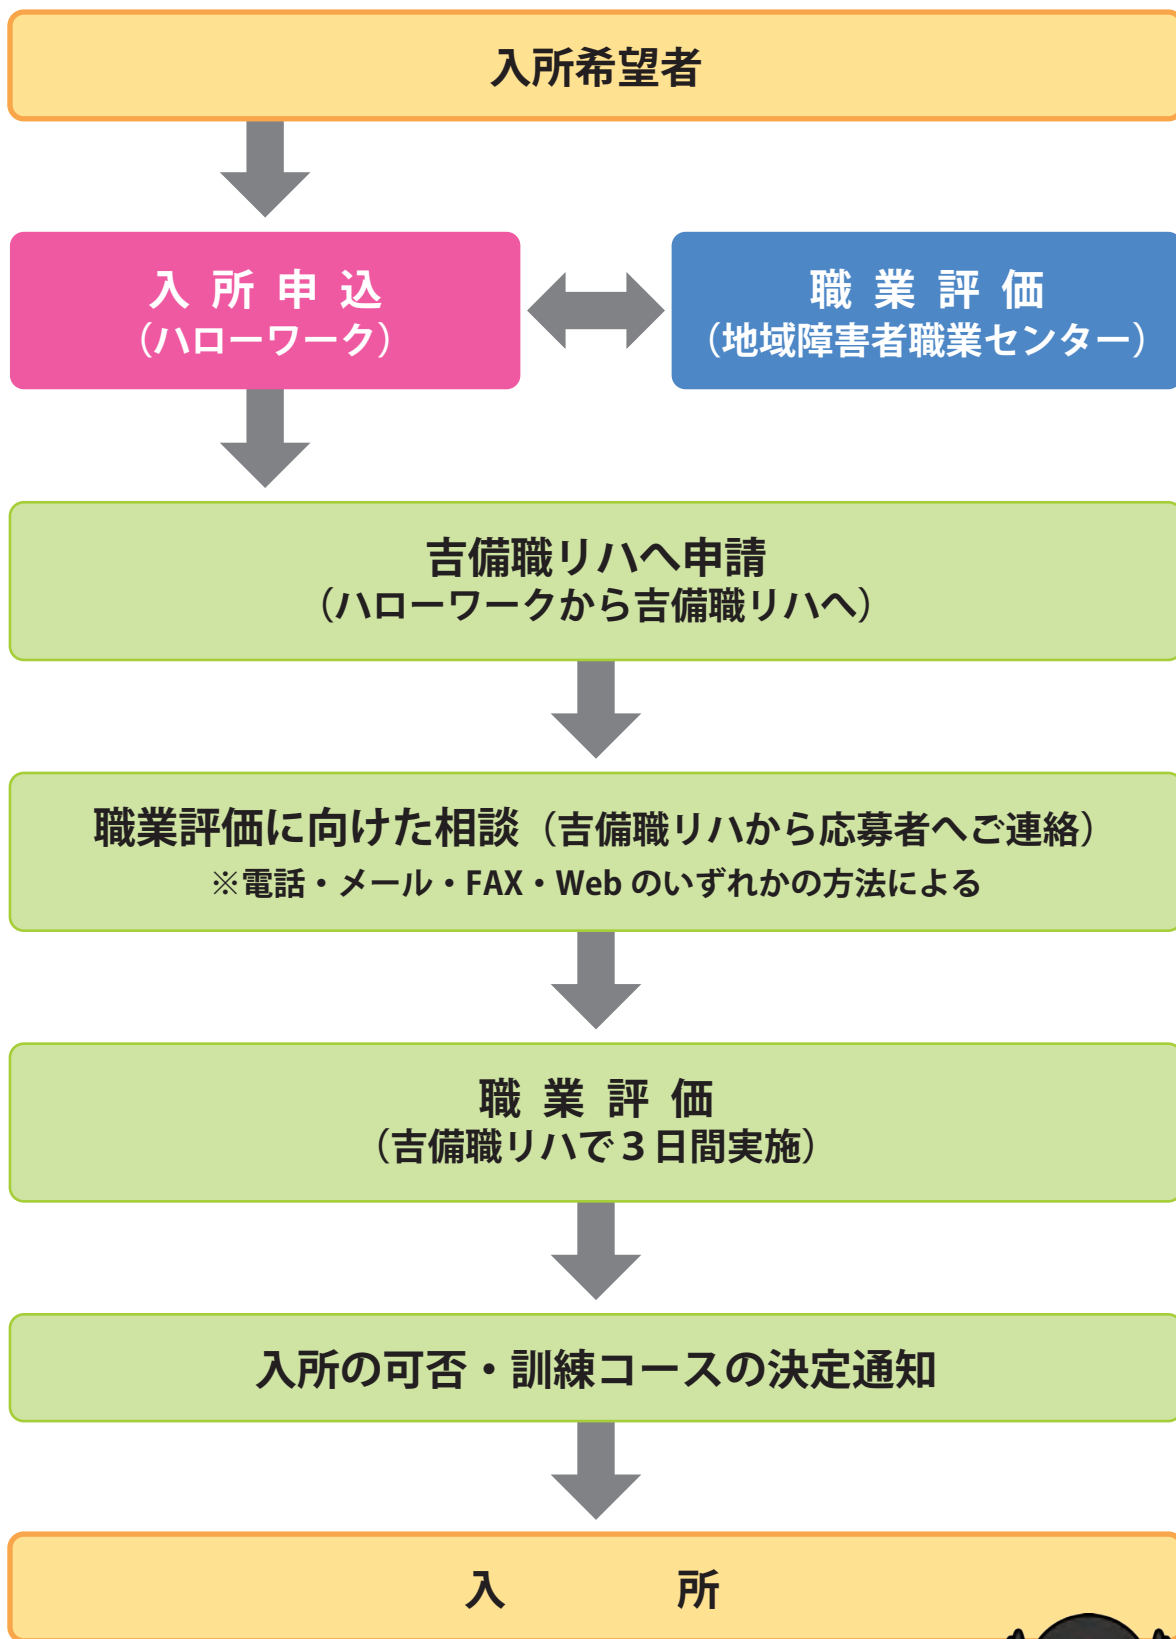 入所希望者
入所申込
（ハローワーク）
職業評価
（地域障害者職業センター）
吉備職リハへ申請
（ハローワークから吉備職リハへ）
職業評価に向けた相談（吉備職リハから応募者へご連絡）
※電話・メール・FAX・Web のいずれかの方法による
職業評価
（吉備職リハで３日間実施）
入所の可否・訓練コースの決定通知
入所